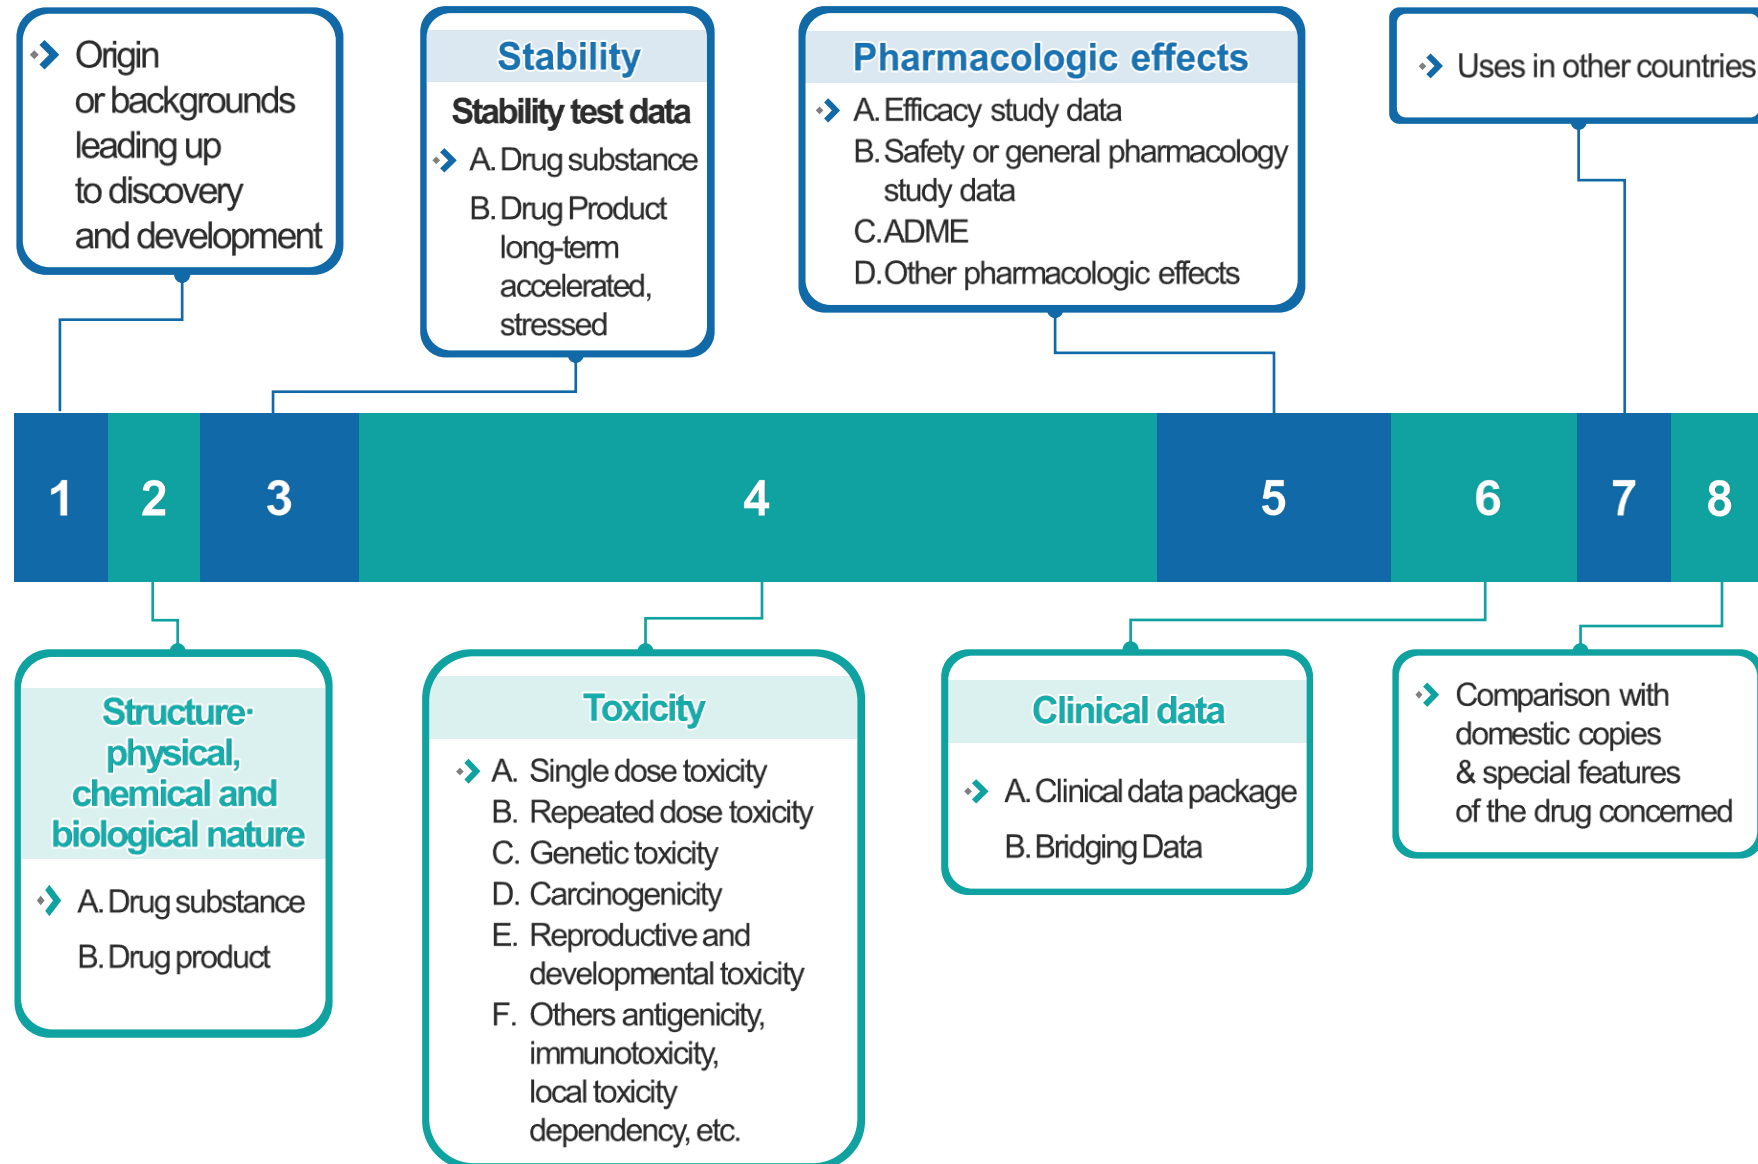 Origin
or backgrounds
leading up
to discovery
and development
Stability
Stability test data
A. Drug substance
B. Drug Product
long-term
accelerated,
stressed
Pharmacologic effects
A. Efficacy study data
B. Safety or general pharmacology
study data
C. ADME
D. Other pharmacologic effects
Uses in other countries
1 2 3 4 5 6 7 8
Structure·
physical,
chemical and
biological nature
A. Drug substance
B. Drug product
Toxicity
A. Single dose toxicity
B. Repeated dose toxicity
C. Genetic toxicity
D. Carcinogenicity
E. Reproductive and
developmental toxicity
F. Others antigenicity,
immunotoxicity,
local toxicity
dependency, etc.
Clinical data
A. Clinical data package
B. Bridging Data
Comparison with
domestic copies
& special features
of the drug concerned